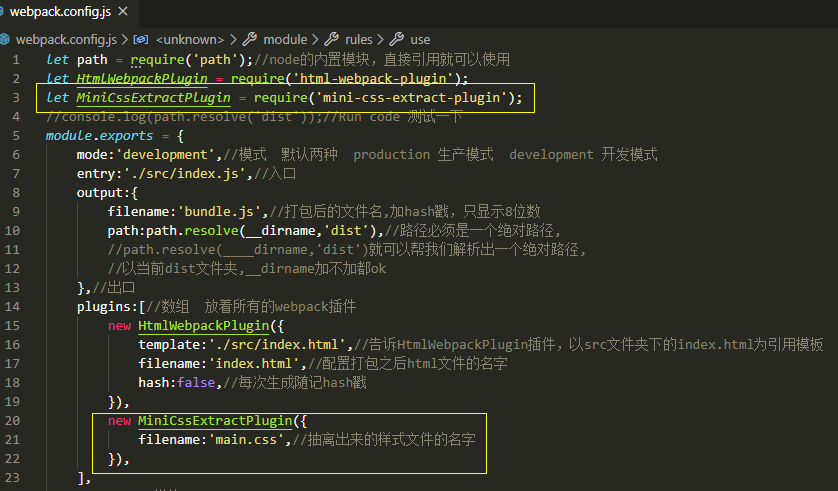 webpack.config.js ×
webpack.config.js > <unknown> > module > rules > use
1 let path = require('path');//node的内置模块，直接引用就可以使用
2 let HtmlWebpackPlugin = require('html-webpack-plugin');
3 let MiniCssExtractPlugin = require('mini-css-extract-plugin');
4 //console.log(path.resolve('dist'));//Run code 测试一下
5 module.exports = {
6 mode:'development',//模式 默认两种 production 生产模式 development 开发模式
7 entry:'./src/index.js',//入口
8 output:{
9 filename:'bundle.js',//打包后的文件名,加hash戳，只显示8位数
10 path:path.resolve(__dirname,'dist'),//路径必须是一个绝对路径,
11 //path.resolve(____dirname,'dist')就可以帮我们解析出一个绝对路径,
12 //以当前dist文件夹,__dirname加不加都ok
13 },//出口
14 plugins:[//数组 放着所有的webpack插件
15 new HtmlWebpackPlugin({
16 template:'./src/index.html',//告诉HtmlWebpackPlugin插件，以src文件夹下的index.html为引用模板
17 filename:'index.html',//配置打包之后html文件的名字
18 hash:false,//每次生成随记hash戳
19 }),
20 new MiniCssExtractPlugin({
21 filename:'main.css',//抽离出来的样式文件的名字
22 }),
23 ],